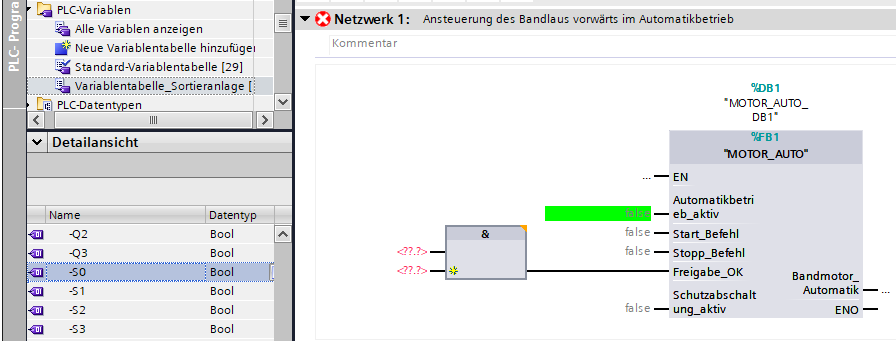 PLC- Progra
PLC-Variablen
Alle Variablen anzeigen
Neue Variablentabelle hinzufügen
Standard-Variablentabelle [29]
Variablentabelle_Sortieranlage [
PLC-Datentypen
Detailansicht
Name
Datentyp
-Q2
Bool
-Q3
Bool
-S0
Bool
-S1
Bool
-S2
Bool
-S3
Bool
Netzwerk 1:
Ansteuerung des Bandlaus vorwärts im Automatikbetrieb
Kommentar
%DB1
"MOTOR_AUTO_
DB1"
%FB1
"MOTOR_AUTO"
... EN
Automatikbetri
false eb_aktiv
false Start_Befehl
false Stopp_Befehl
&
<??.?>
<??.?>
Freigabe_OK
Schutzabschalt
false ung_aktiv
Bandmotor_
Automatik ...
ENO